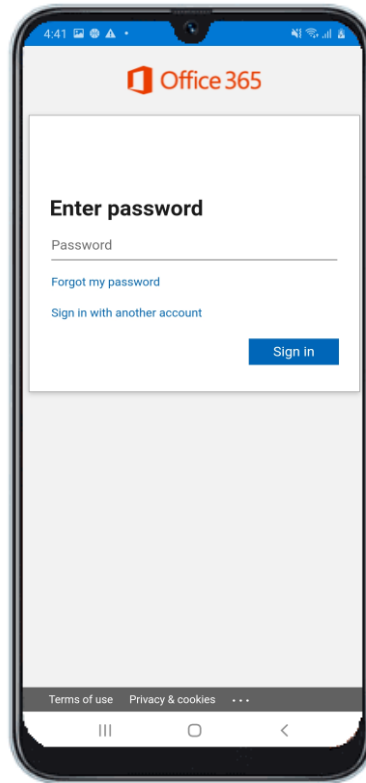 4:41
Office 365
Enter password
Password
Forgot my password
Sign in with another account
Sign in
Terms of use Privacy & cookies ...